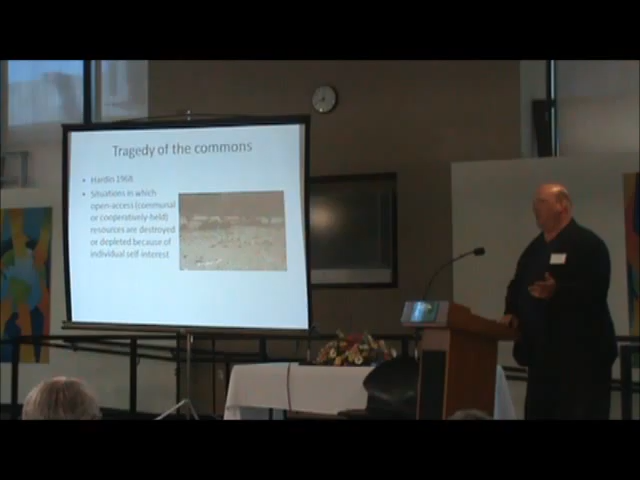 Tragedy of the commons
• Hardin 1968
• Situations in which
open-access (communal
or cooperatively-held)
resources are destroyed
or depleted because of
individual self-interest